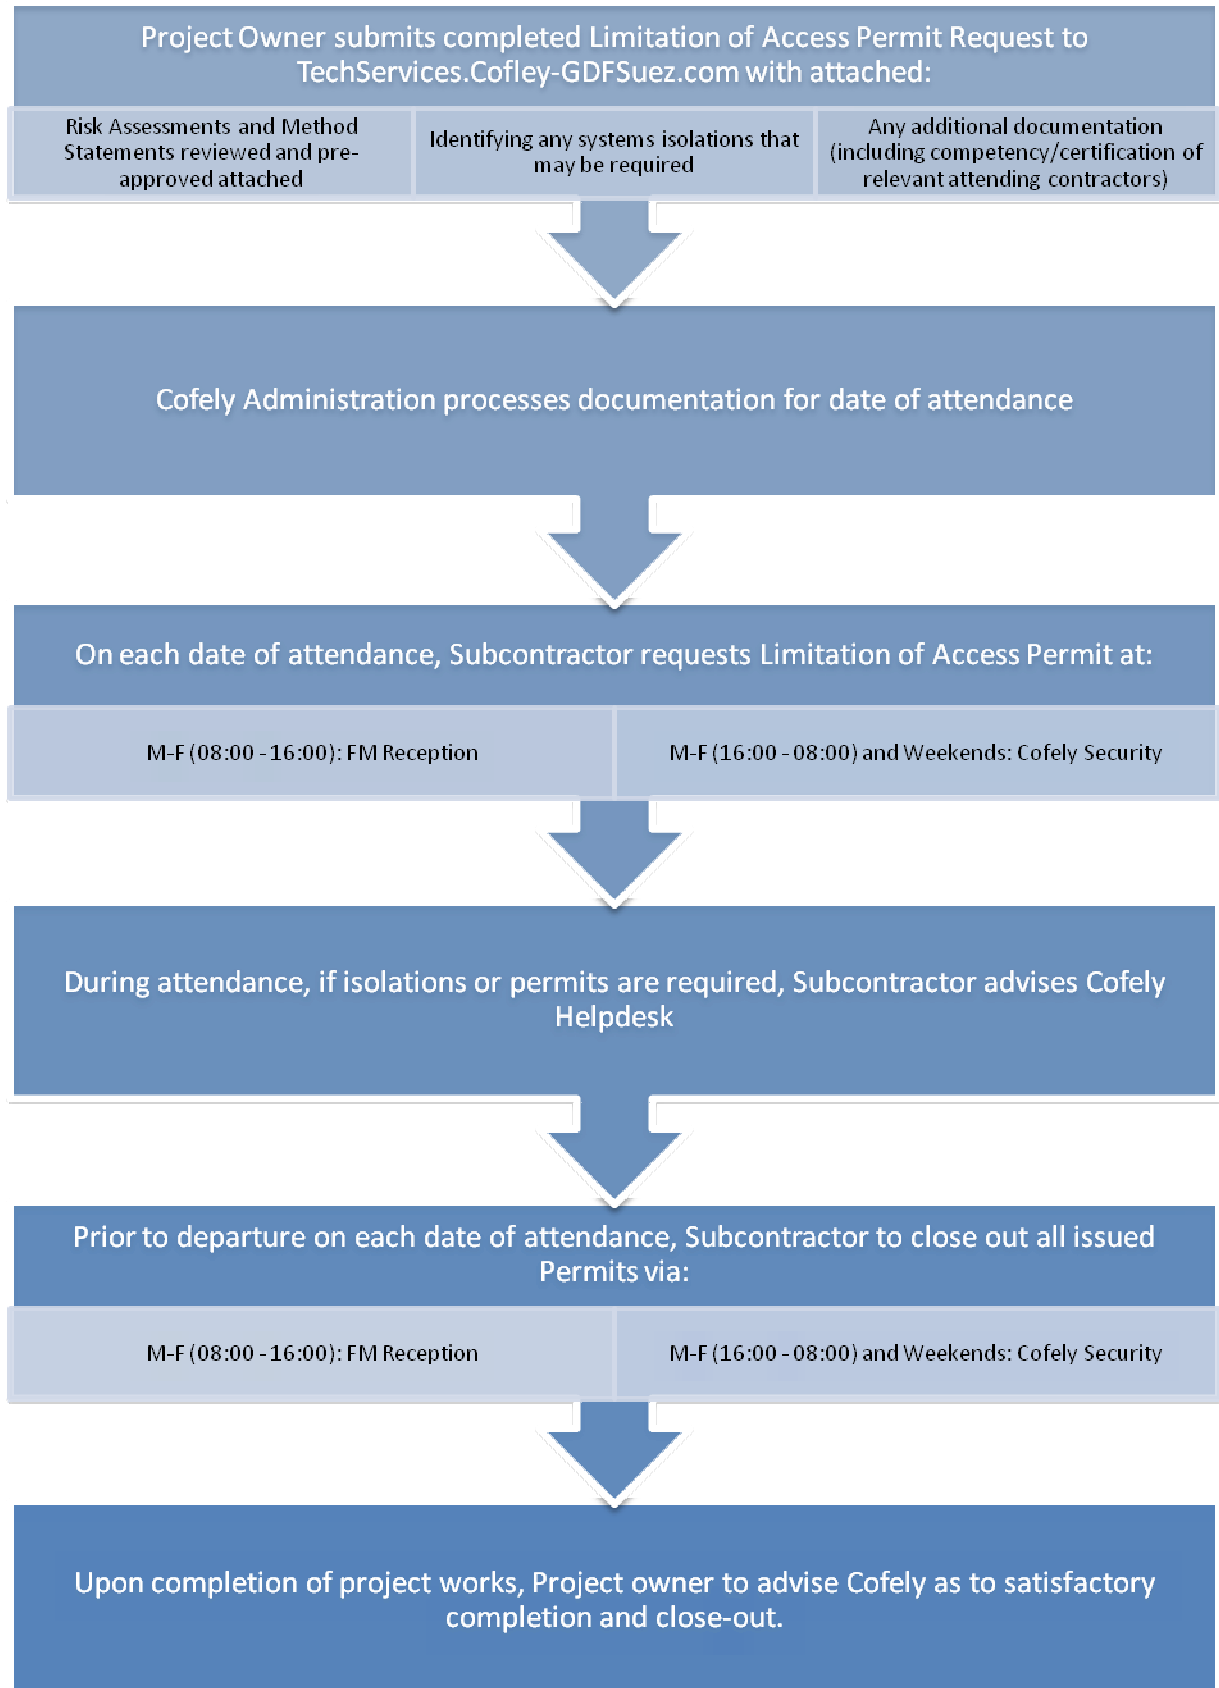 Project Owner submits completed Limitation of Access Permit Request to
TechServices.Cofley-GDFSuez.com with attached:
Risk Assessments and Method
Statements reviewed and pre-
approved attached
Identifying any systems isolations that
may be required
Any additional documentation
(including competency/certification of
relevant attending contractors)
Cofely Administration processes documentation for date of attendance
On each date of attendance, Subcontractor requests Limitation of Access Permit at:
M-F (08:00 - 16:00): FM Reception
M-F (16:00 - 08:00) and Weekends: Cofely Security
During attendance, if isolations or permits are required, Subcontractor advises Cofely
Helpdesk
Prior to departure on each date of attendance, Subcontractor to close out all issued
Permits via:
M-F (08:00 - 16:00): FM Reception
M-F (16:00 - 08:00) and Weekends: Cofely Security
Upon completion of project works, Project owner to advise Cofely as to satisfactory
completion and close-out.